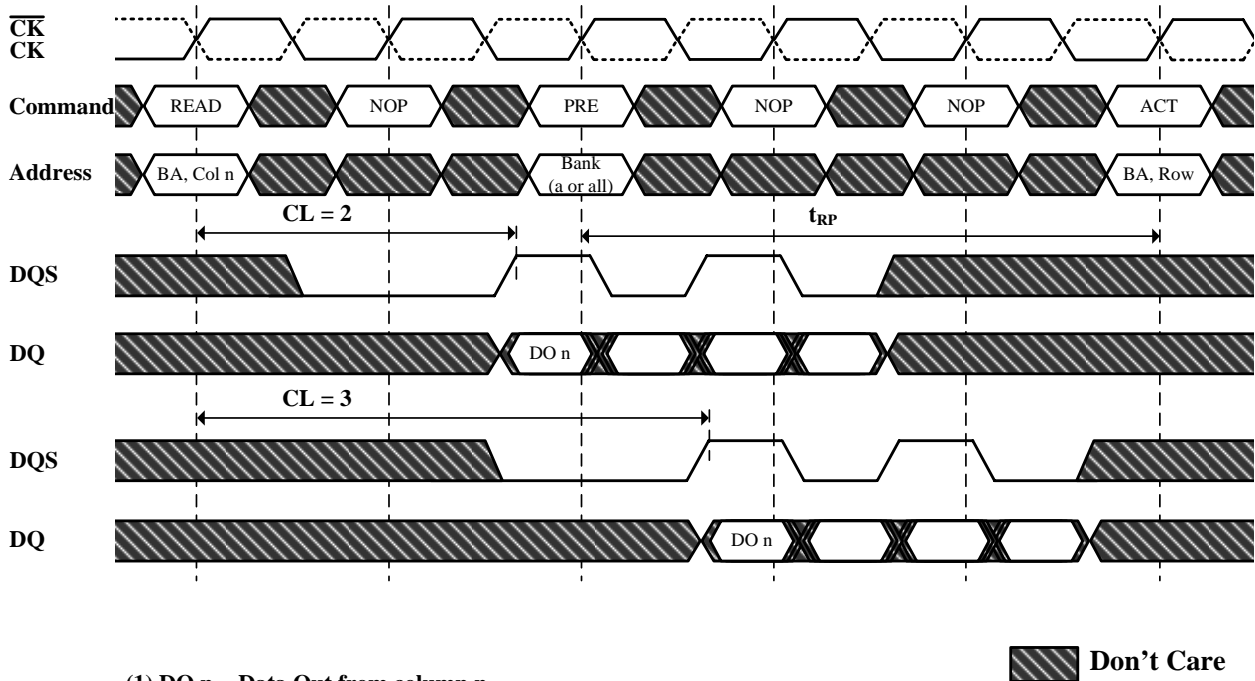 CK
CK
Command READ NOP PRE NOP NOP ACT
Address BA, Col n Bank (a or all) BA, Row
CL = 2 tRP
DQS
DQ DO n
CL = 3
DQS
DQ DO n
Don't Care
(1) DO n = Data Out from column n